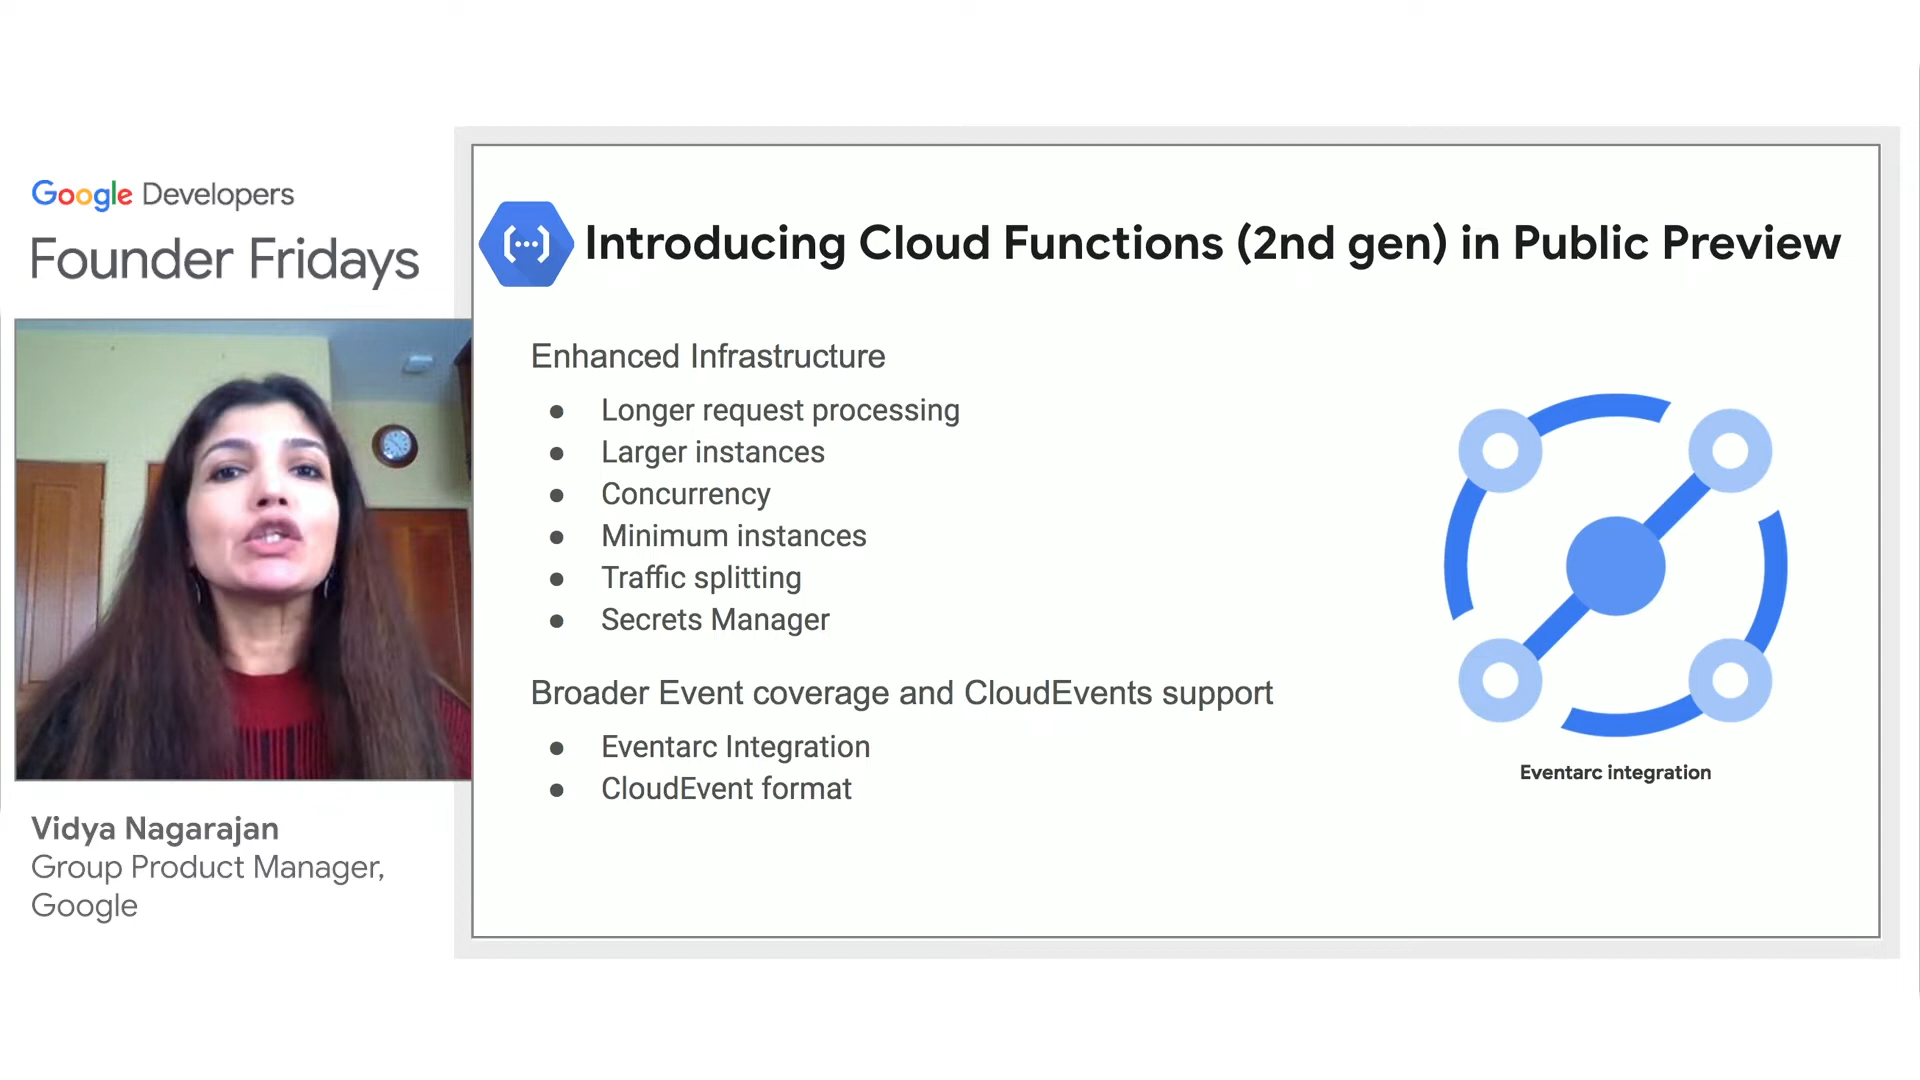 Google Developers
Founder Fridays
Vidya Nagarajan
Group Product Manager,
Google
Introducing Cloud Functions (2nd gen) in Public Preview
Enhanced Infrastructure
● Longer request processing
● Larger instances
● Concurrency
● Minimum instances
● Traffic splitting
● Secrets Manager
Broader Event coverage and CloudEvents support
● Eventarc Integration
● CloudEvent format
Eventarc integration